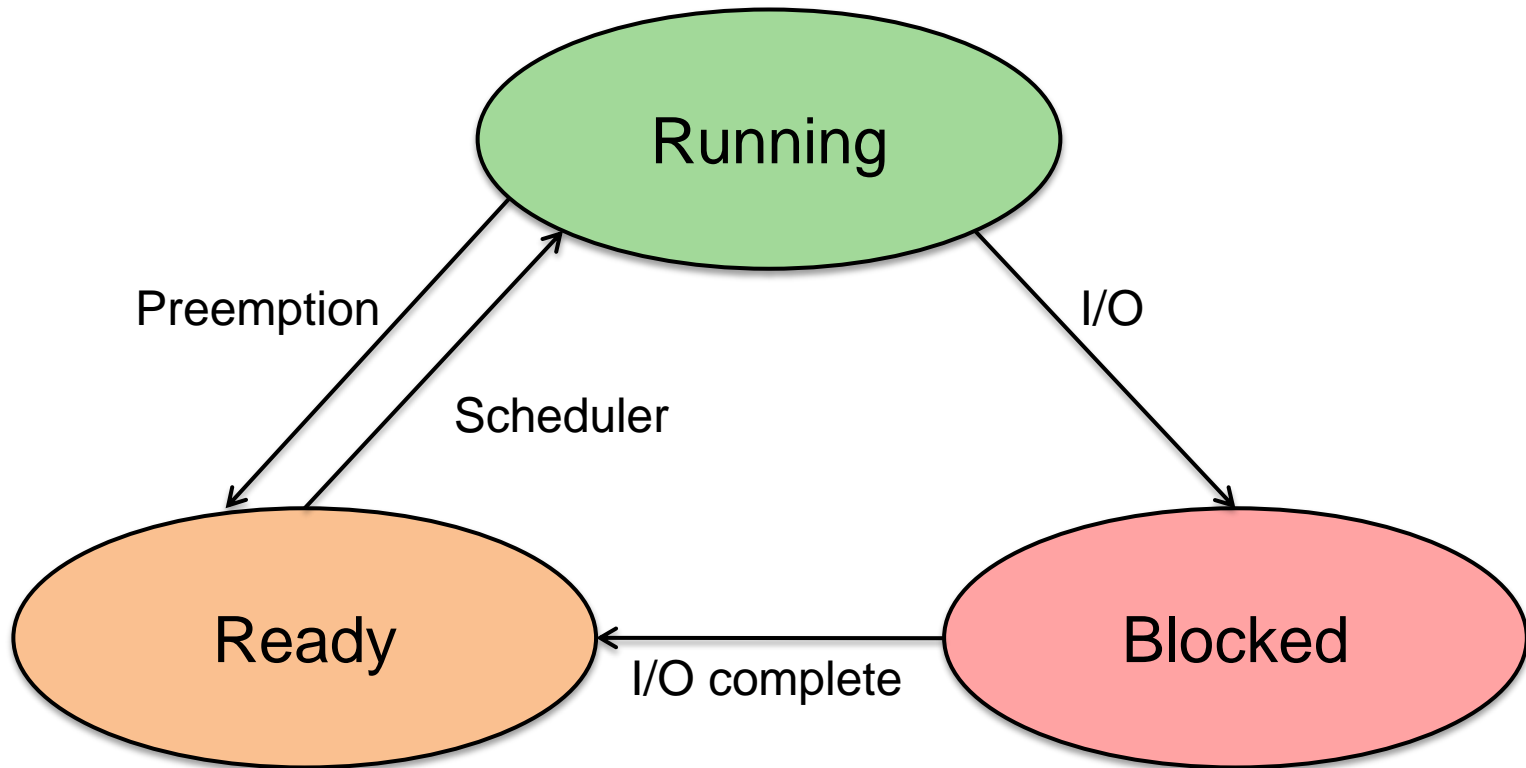 Running
Preemption
I/O
Scheduler
Ready
Blocked
I/O complete